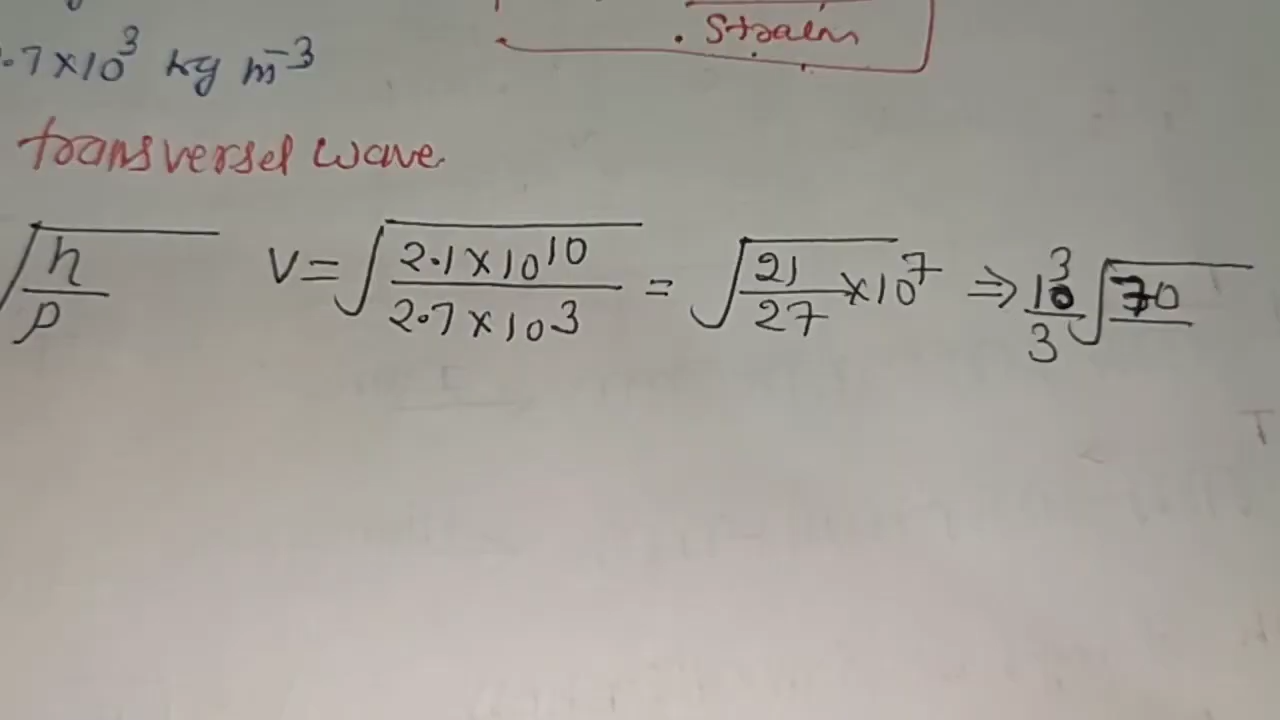 Strain
.7×10³ kg m⁻³
transversel wave
√(η/ρ) V = √(2.1×10¹⁰/2.7×10³) = √(21/27 ×10⁷) ⇒ 10³/3 √70